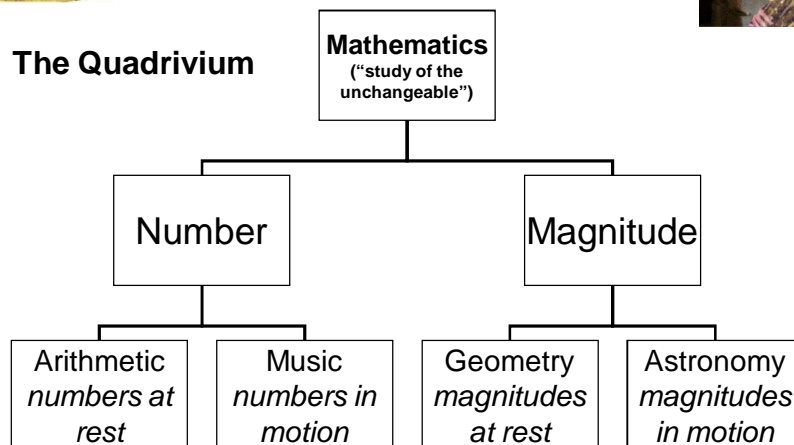 The Quadrivium
Mathematics
(“study of the
unchangeable”)
Number
Magnitude
Arithmetic
numbers at
rest
Music
numbers in
motion
Geometry
magnitudes
at rest
Astronomy
magnitudes
in motion